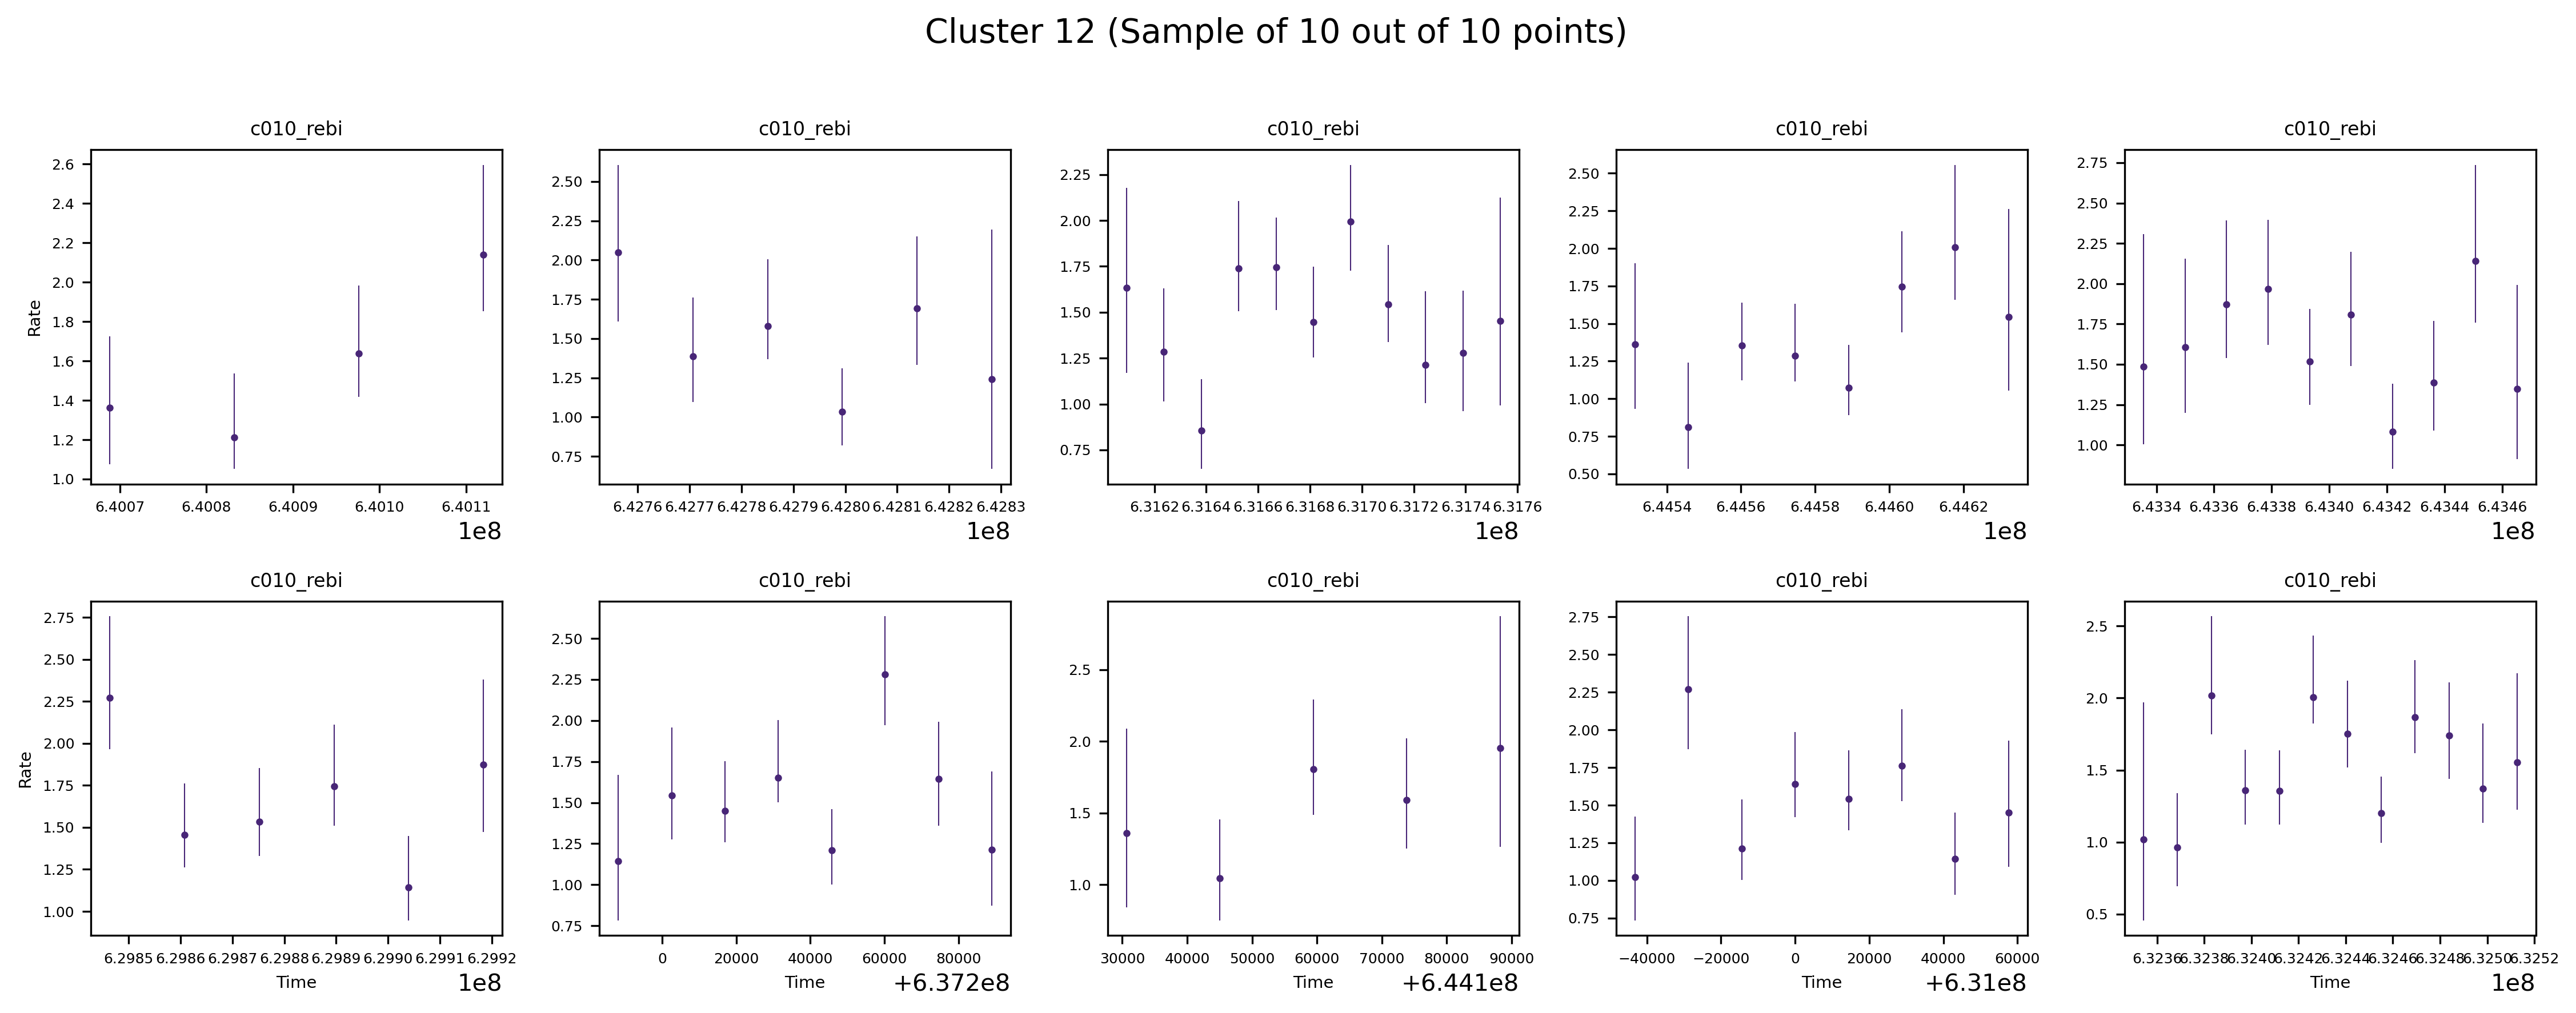 Cluster 12 (Sample of 10 out of 10 points)
c010_rebi c010_rebi c010_rebi c010_rebi c010_rebi
Rate
2.6 2.4 2.2 2.0 1.8 1.6 1.4 1.2 1.0
6.4007 6.4008 6.4009 6.4010 6.4011
1e8
2.50 2.25 2.00 1.75 1.50 1.25 1.00 0.75
6.4276 6.4277 6.4278 6.4279 6.4280 6.4281 6.4282 6.4283
1e8
2.25 2.00 1.75 1.50 1.25 1.00 0.75
6.3162 6.3164 6.3166 6.3168 6.3170 6.3172 6.3174 6.3176
1e8
2.50 2.25 2.00 1.75 1.50 1.25 1.00 0.75 0.50
6.4454 6.4456 6.4458 6.4460 6.4462
1e8
2.75 2.50 2.25 2.00 1.75 1.50 1.25 1.00
6.4334 6.4336 6.4338 6.4340 6.4342 6.4344 6.4346
1e8
c010_rebi c010_rebi c010_rebi c010_rebi c010_rebi
Rate
2.75 2.50 2.25 2.00 1.75 1.50 1.25 1.00
6.2985 6.2986 6.2987 6.2988 6.2989 6.2990 6.2991 6.2992
Time 1e8
2.50 2.25 2.00 1.75 1.50 1.25 1.00 0.75
0 20000 40000 60000 80000
Time +6.372e8
2.5 2.0 1.5 1.0
30000 40000 50000 60000 70000 80000 90000
Time +6.441e8
2.75 2.50 2.25 2.00 1.75 1.50 1.25 1.00 0.75
−40000 −20000 0 20000 40000 60000
Time +6.31e8
2.5 2.0 1.5 1.0 0.5
6.3236 6.3238 6.3240 6.3242 6.3244 6.3246 6.3248 6.3250 6.3252
Time 1e8